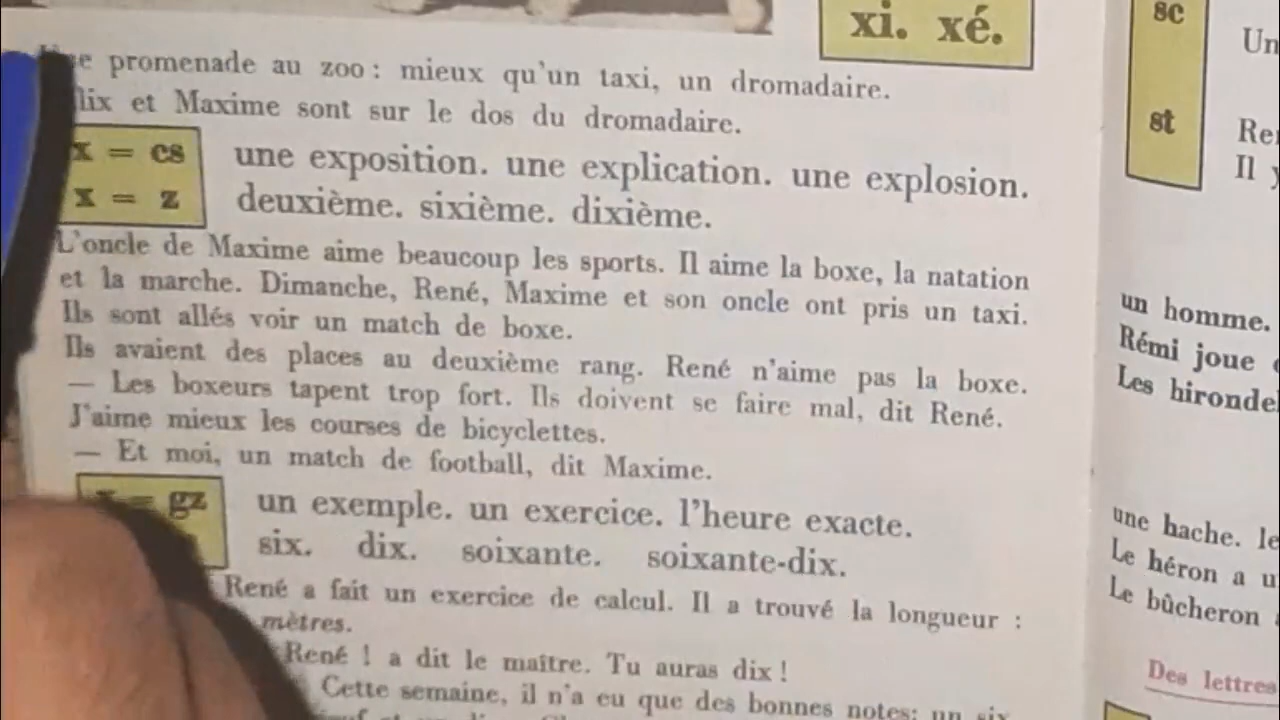 xi. xé.
promenade au zoo : mieux qu'un taxi, un dromadaire.
et Maxime sont sur le dos du dromadaire.
x = cs
une exposition. une explication. une explosion.
x = z
deuxième. sixième. dixième.
L'oncle de Maxime aime beaucoup les sports. Il aime la boxe, la natation
et la marche. Dimanche, René, Maxime et son oncle ont pris un taxi.
Ils sont allés voir un match de boxe.
Ils avaient des places au deuxième rang. René n'aime pas la boxe.
— Les boxeurs tapent trop fort. Ils doivent se faire mal, dit René.
J'aime mieux les courses de bicyclettes.
— Et moi, un match de football, dit Maxime.
= gz
un exemple. un exercice. l'heure exacte.
six. dix. soixante. soixante-dix.
René a fait un exercice de calcul. Il a trouvé la longueur :
mètres.
René ! a dit le maître. Tu auras dix !
Cette semaine, il n'a eu que des bonnes notes: un six
sc
Un
st
Il
un homme.
Rémi joue
Les
une hache.
Le héron a
Le bûcheron
Des lettres